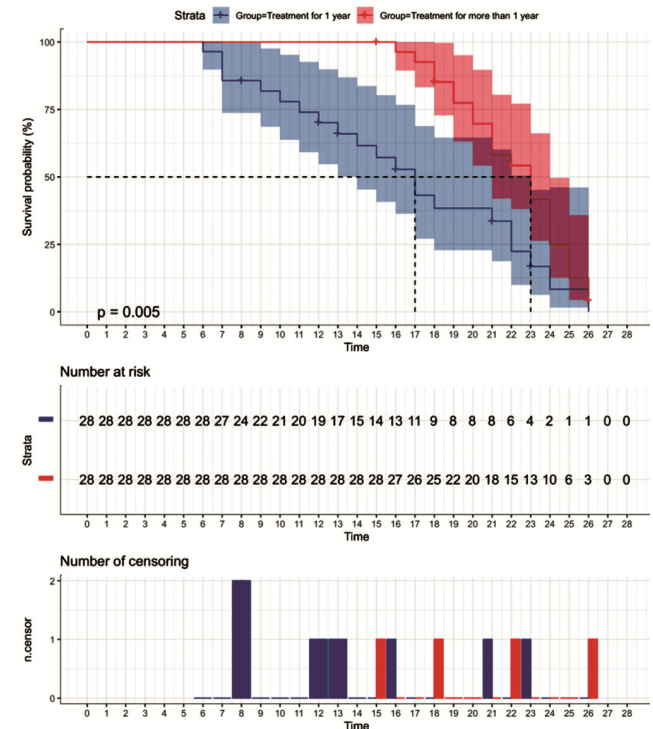 Strata Group=Treatment for 1 year Group=Treatment for more than 1 year
Survival probability (%)
100
75
50
25
0
p = 0.005
0 1 2 3 4 5 6 7 8 9 10 11 12 13 14 15 16 17 18 19 20 21 22 23 24 25 26 27 28
Time
Number at risk
Strata
28 28 28 28 28 28 28 27 24 22 21 20 19 17 15 14 13 11 9 8 8 8 6 4 2 1 1 0 0
28 28 28 28 28 28 28 28 28 28 28 28 28 28 28 28 27 26 25 22 20 18 15 13 10 6 3 0 0
0 1 2 3 4 5 6 7 8 9 10 11 12 13 14 15 16 17 18 19 20 21 22 23 24 25 26 27 28
Time
Number of censoring
n.censor
2
1
0
0 1 2 3 4 5 6 7 8 9 10 11 12 13 14 15 16 17 18 19 20 21 22 23 24 25 26 27 28
Time